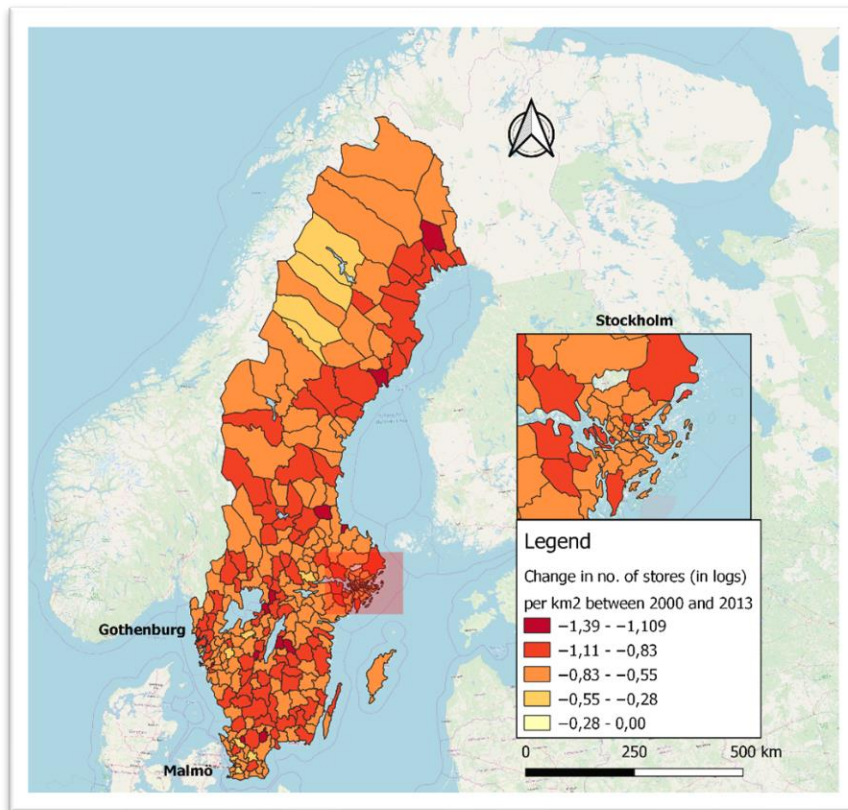 Stockholm
Legend
Change in no. of stores (in logs)
per km2 between 2000 and 2013
−1,39 - −1,109
−1,11 - −0,83
−0,83 - −0,55
−0,55 - −0,28
−0,28 - 0,00
Gothenburg
Malmö
0 250 500 km